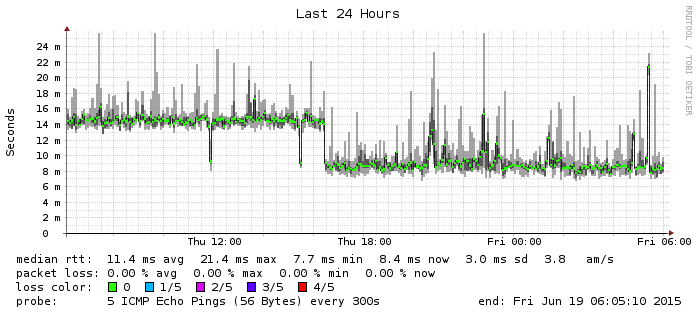 Last 24 Hours
RRDTOOL / TOBI OETIKER
Seconds
24 m
22 m
20 m
18 m
16 m
14 m
12 m
10 m
8 m
6 m
4 m
2 m
0
Thu 12:00 Thu 18:00 Fri 00:00 Fri 06:00
median rtt: 11.4 ms avg 21.4 ms max 7.7 ms min 8.4 ms now 3.0 ms sd 3.8 am/s
packet loss: 0.00 % avg 0.00 % max 0.00 % min 0.00 % now
loss color: 0 1/5 2/5 3/5 4/5
probe: 5 ICMP Echo Pings (56 Bytes) every 300s end: Fri Jun 19 06:05:10 2015